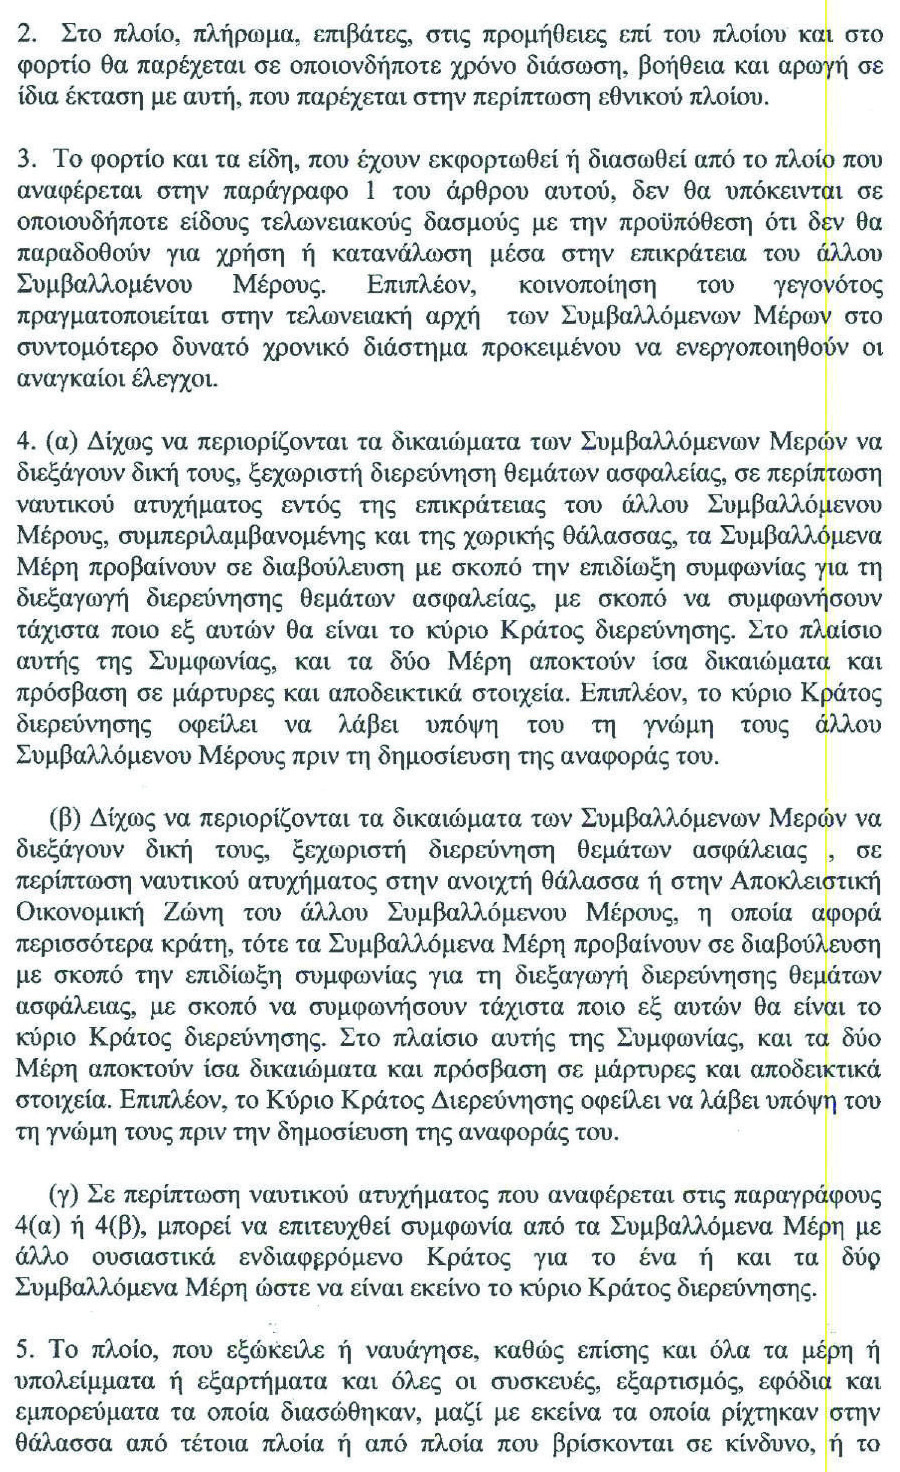 2. Στο πλοίο, πλήρωμα, επιβάτες, στις προμήθειες επί του πλοίου και στο
φορτίο θα παρέχεται σε οποιονδήποτε χρόνο διάσωση, βοήθεια και αρωγή σε
ίδια έκταση με αυτή, που παρέχεται στην περίπτωση εθνικού πλοίου.
3. Το φορτίο και τα είδη, που έχουν εκφορτωθεί ή διασωθεί από το πλοίο που
αναφέρεται στην παράγραφο 1 του άρθρου αυτού, δεν θα υπόκεινται σε
οποιουδήποτε είδους τελωνειακούς δασμούς με την προϋπόθεση ότι δεν θα
παραδοθούν για χρήση ή κατανάλωση μέσα στην επικράτεια του άλλου
Συμβαλλομένου Μέρους. Επιπλέον, κοινοποίηση του γεγονότος
πραγματοποιείται στην τελωνειακή αρχή των Συμβαλλόμενων Μέρων στο
συντομότερο δυνατό χρονικό διάστημα προκειμένου να ενεργοποιηθούν οι
αναγκαίοι έλεγχοι.
4. (α) Δίχως να περιορίζονται τα δικαιώματα των Συμβαλλόμενων Μερών να
διεξάγουν δική τους, ξεχωριστή διερεύνηση θεμάτων ασφαλείας, σε περίπτωση
ναυτικού ατυχήματος εντός της επικράτειας του άλλου Συμβαλλόμενου
Μέρους, συμπεριλαμβανομένης και της χωρικής θάλασσας, τα Συμβαλλόμενα
Μέρη προβαίνουν σε διαβούλευση με σκοπό την επιδίωξη συμφωνίας για τη
διεξαγωγή διερεύνησης θεμάτων ασφαλείας, με σκοπό να συμφωνήσουν
τάχιστα ποιο εξ αυτών θα είναι το κύριο Κράτος διερεύνησης. Στο πλαίσιο
αυτής της Συμφωνίας, και τα δύο Μέρη αποκτούν ίσα δικαιώματα και
πρόσβαση σε μάρτυρες και αποδεικτικά στοιχεία. Επιπλέον, το κύριο Κράτος
διερεύνησης οφείλει να λάβει υπόψη του τη γνώμη τους άλλου
Συμβαλλόμενου Μέρους πριν τη δημοσίευση της αναφοράς του.
(β) Δίχως να περιορίζονται τα δικαιώματα των Συμβαλλόμενων Μερών να
διεξάγουν δική τους, ξεχωριστή διερεύνηση θεμάτων ασφάλειας , σε
περίπτωση ναυτικού ατυχήματος στην ανοιχτή θάλασσα ή στην Αποκλειστική
Οικονομική Ζώνη του άλλου Συμβαλλόμενου Μέρους, η οποία αφορά
περισσότερα κράτη, τότε τα Συμβαλλόμενα Μέρη προβαίνουν σε διαβούλευση
με σκοπό την επιδίωξη συμφωνίας για τη διεξαγωγή διερεύνησης θεμάτων
ασφάλειας, με σκοπό να συμφωνήσουν τάχιστα ποιο εξ αυτών θα είναι το
κύριο Κράτος διερεύνησης. Στο πλαίσιο αυτής της Συμφωνίας, και τα δύο
Μέρη αποκτούν ίσα δικαιώματα και πρόσβαση σε μάρτυρες και αποδεικτικά
στοιχεία. Επιπλέον, το Κύριο Κράτος Διερεύνησης οφείλει να λάβει υπόψη του
τη γνώμη τους πριν την δημοσίευση της αναφοράς του.
(γ) Σε περίπτωση ναυτικού ατυχήματος που αναφέρεται στις παραγράφους
4(α) ή 4(β), μπορεί να επιτευχθεί συμφωνία από τα Συμβαλλόμενα Μέρη με
άλλο ουσιαστικά ενδιαφερόμενο Κράτος για το ένα ή και τα δύο
Συμβαλλόμενα Μέρη ώστε να είναι εκείνο το κύριο Κράτος διερεύνησης.
5. Το πλοίο, που εξώκειλε ή ναυάγησε, καθώς επίσης και όλα τα μέρη ή
υπολείμματα ή εξαρτήματα και όλες οι συσκευές, εξαρτισμός, εφόδια και
εμπορεύματα τα οποία διασώθηκαν, μαζί με εκείνα τα οποία ρίχτηκαν στην
θάλασσα από τέτοια πλοία ή από πλοία που βρίσκονται σε κίνδυνο, ή το